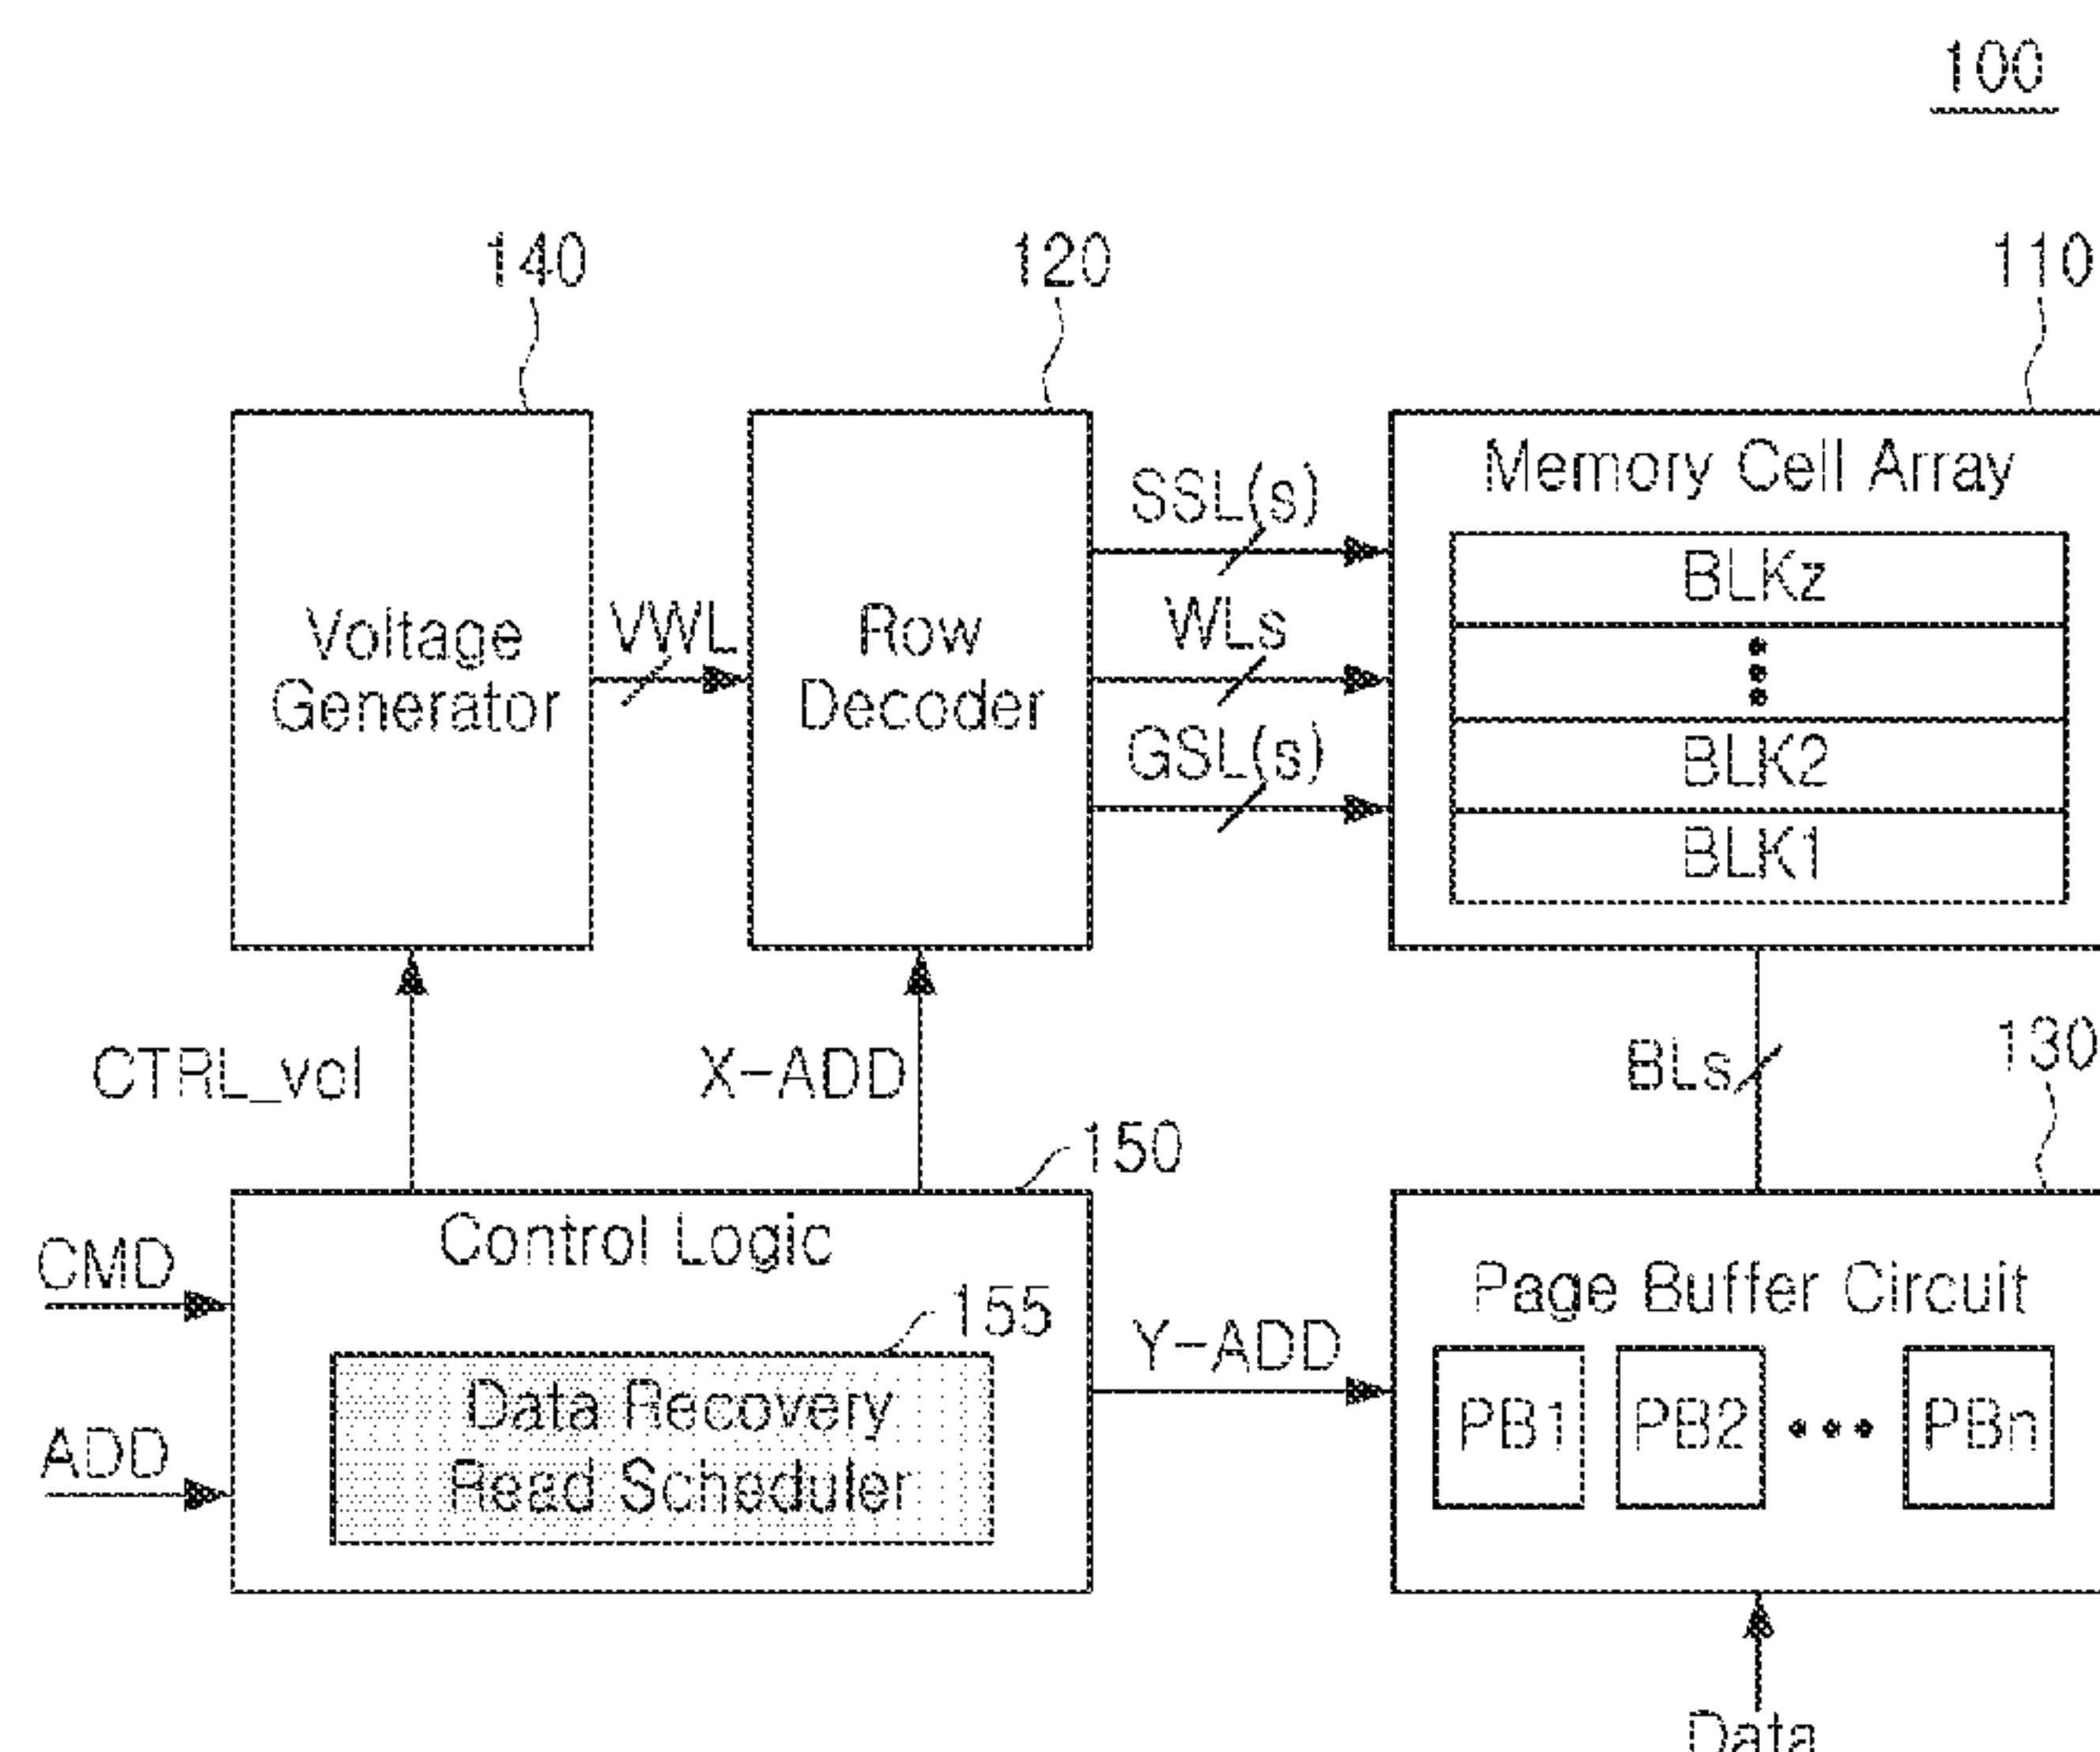 100
140
120
110
Voltage
Generator
VWL
Row
Decoder
SSL(s)
WLs
GSL(s)
Memory Cell Array
BLKz
BLK2
BLK1
CTRL_vol
X-ADD
BLs
130
150
CMD
ADD
Control Logic
155
Data Recovery
Read Scheduler
Y-ADD
Page Buffer Circuit
PB1 PB2 ••• PBn
Data